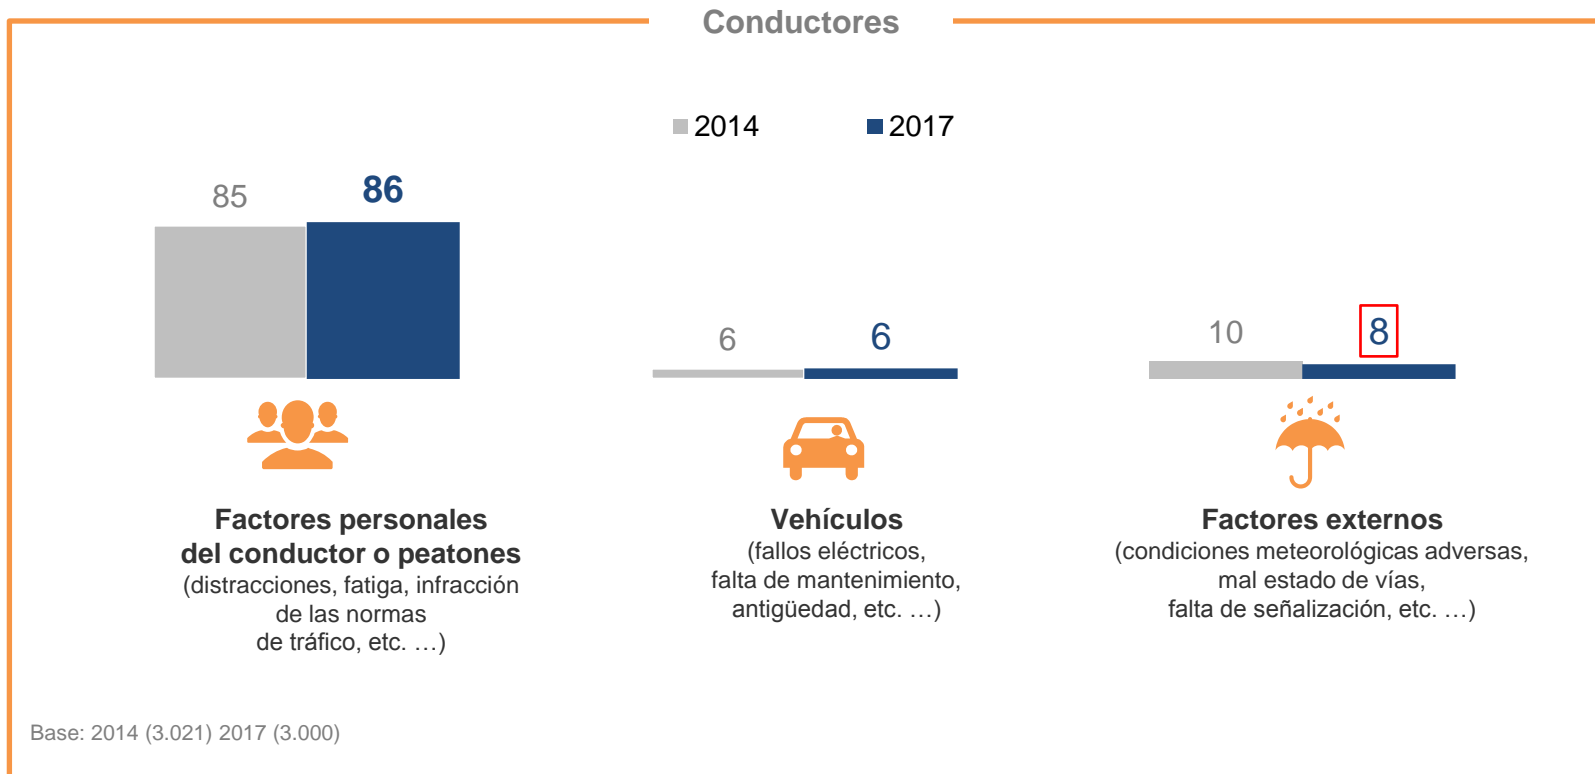 Conductores
2014 2017
85 86
6 6
10 8
Factores personales
del conductor o peatones
(distracciones, fatiga, infracción
de las normas
de tráfico, etc. …)
Vehículos
(fallos eléctricos,
falta de mantenimiento,
antigüedad, etc. …)
Factores externos
(condiciones meteorológicas adversas,
mal estado de vías,
falta de señalización, etc. …)
Base: 2014 (3.021) 2017 (3.000)